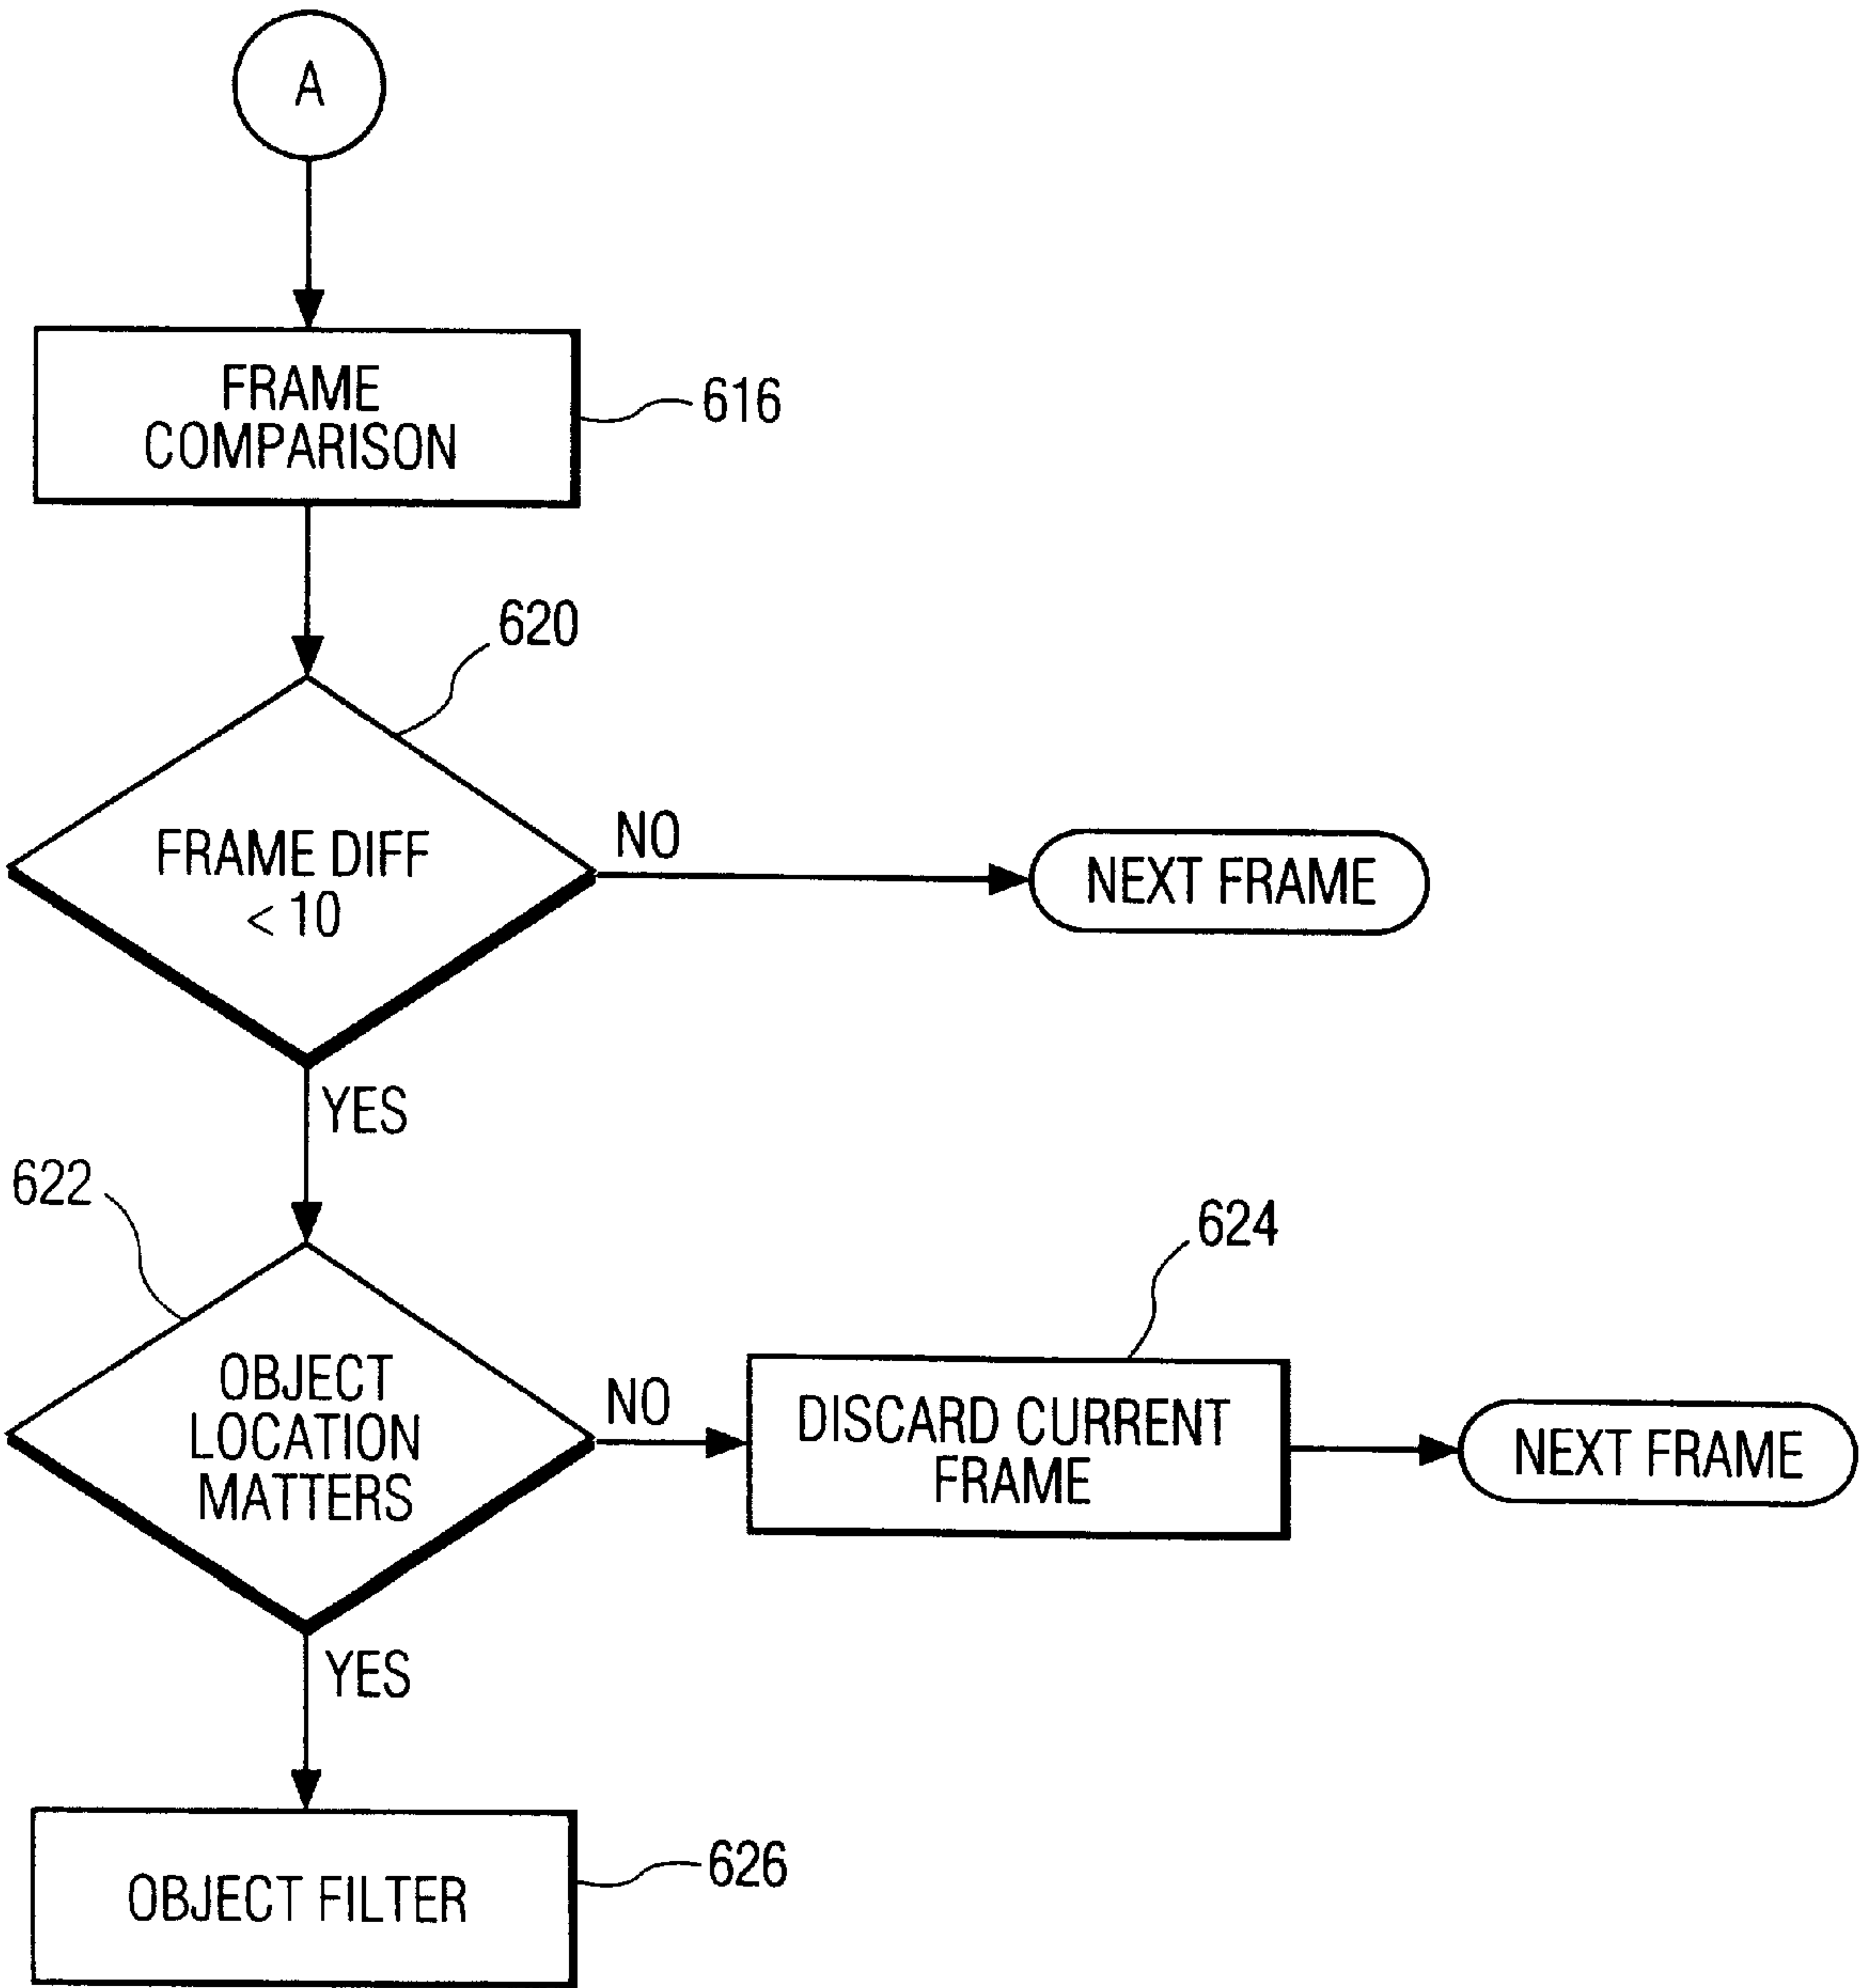 A
FRAME
COMPARISON
616
620
FRAME DIFF
< 10
NO
NEXT FRAME
YES
622
OBJECT
LOCATION
MATTERS
NO
624
DISCARD CURRENT
FRAME
NEXT FRAME
YES
OBJECT FILTER
626